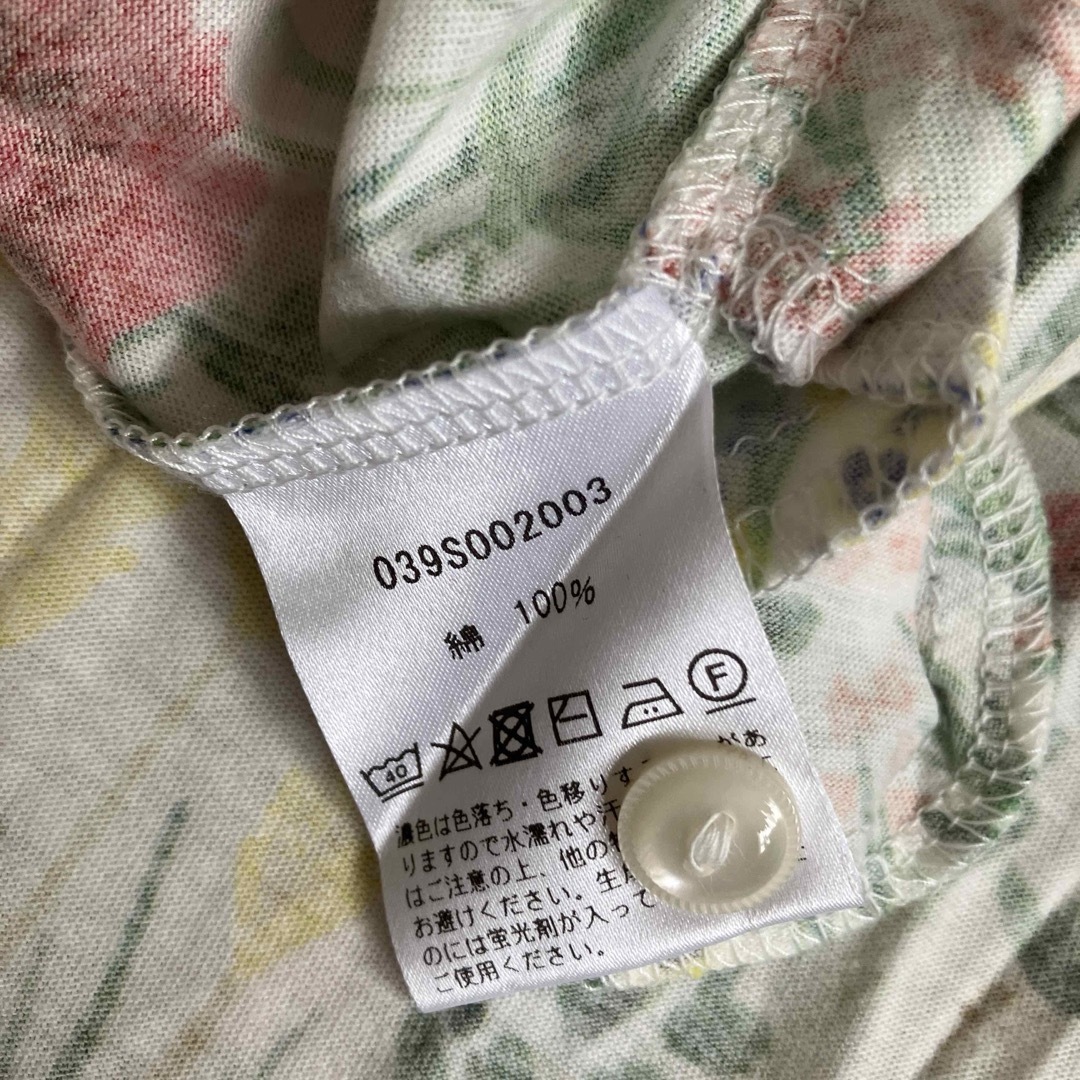 039S002003
綿 100%
40
F
濃色は色落ち・色移りす があ
りますので水濡れや汗
はご注意の上、他の
お避けください。生
のには蛍光剤が入って
ご使用ください。